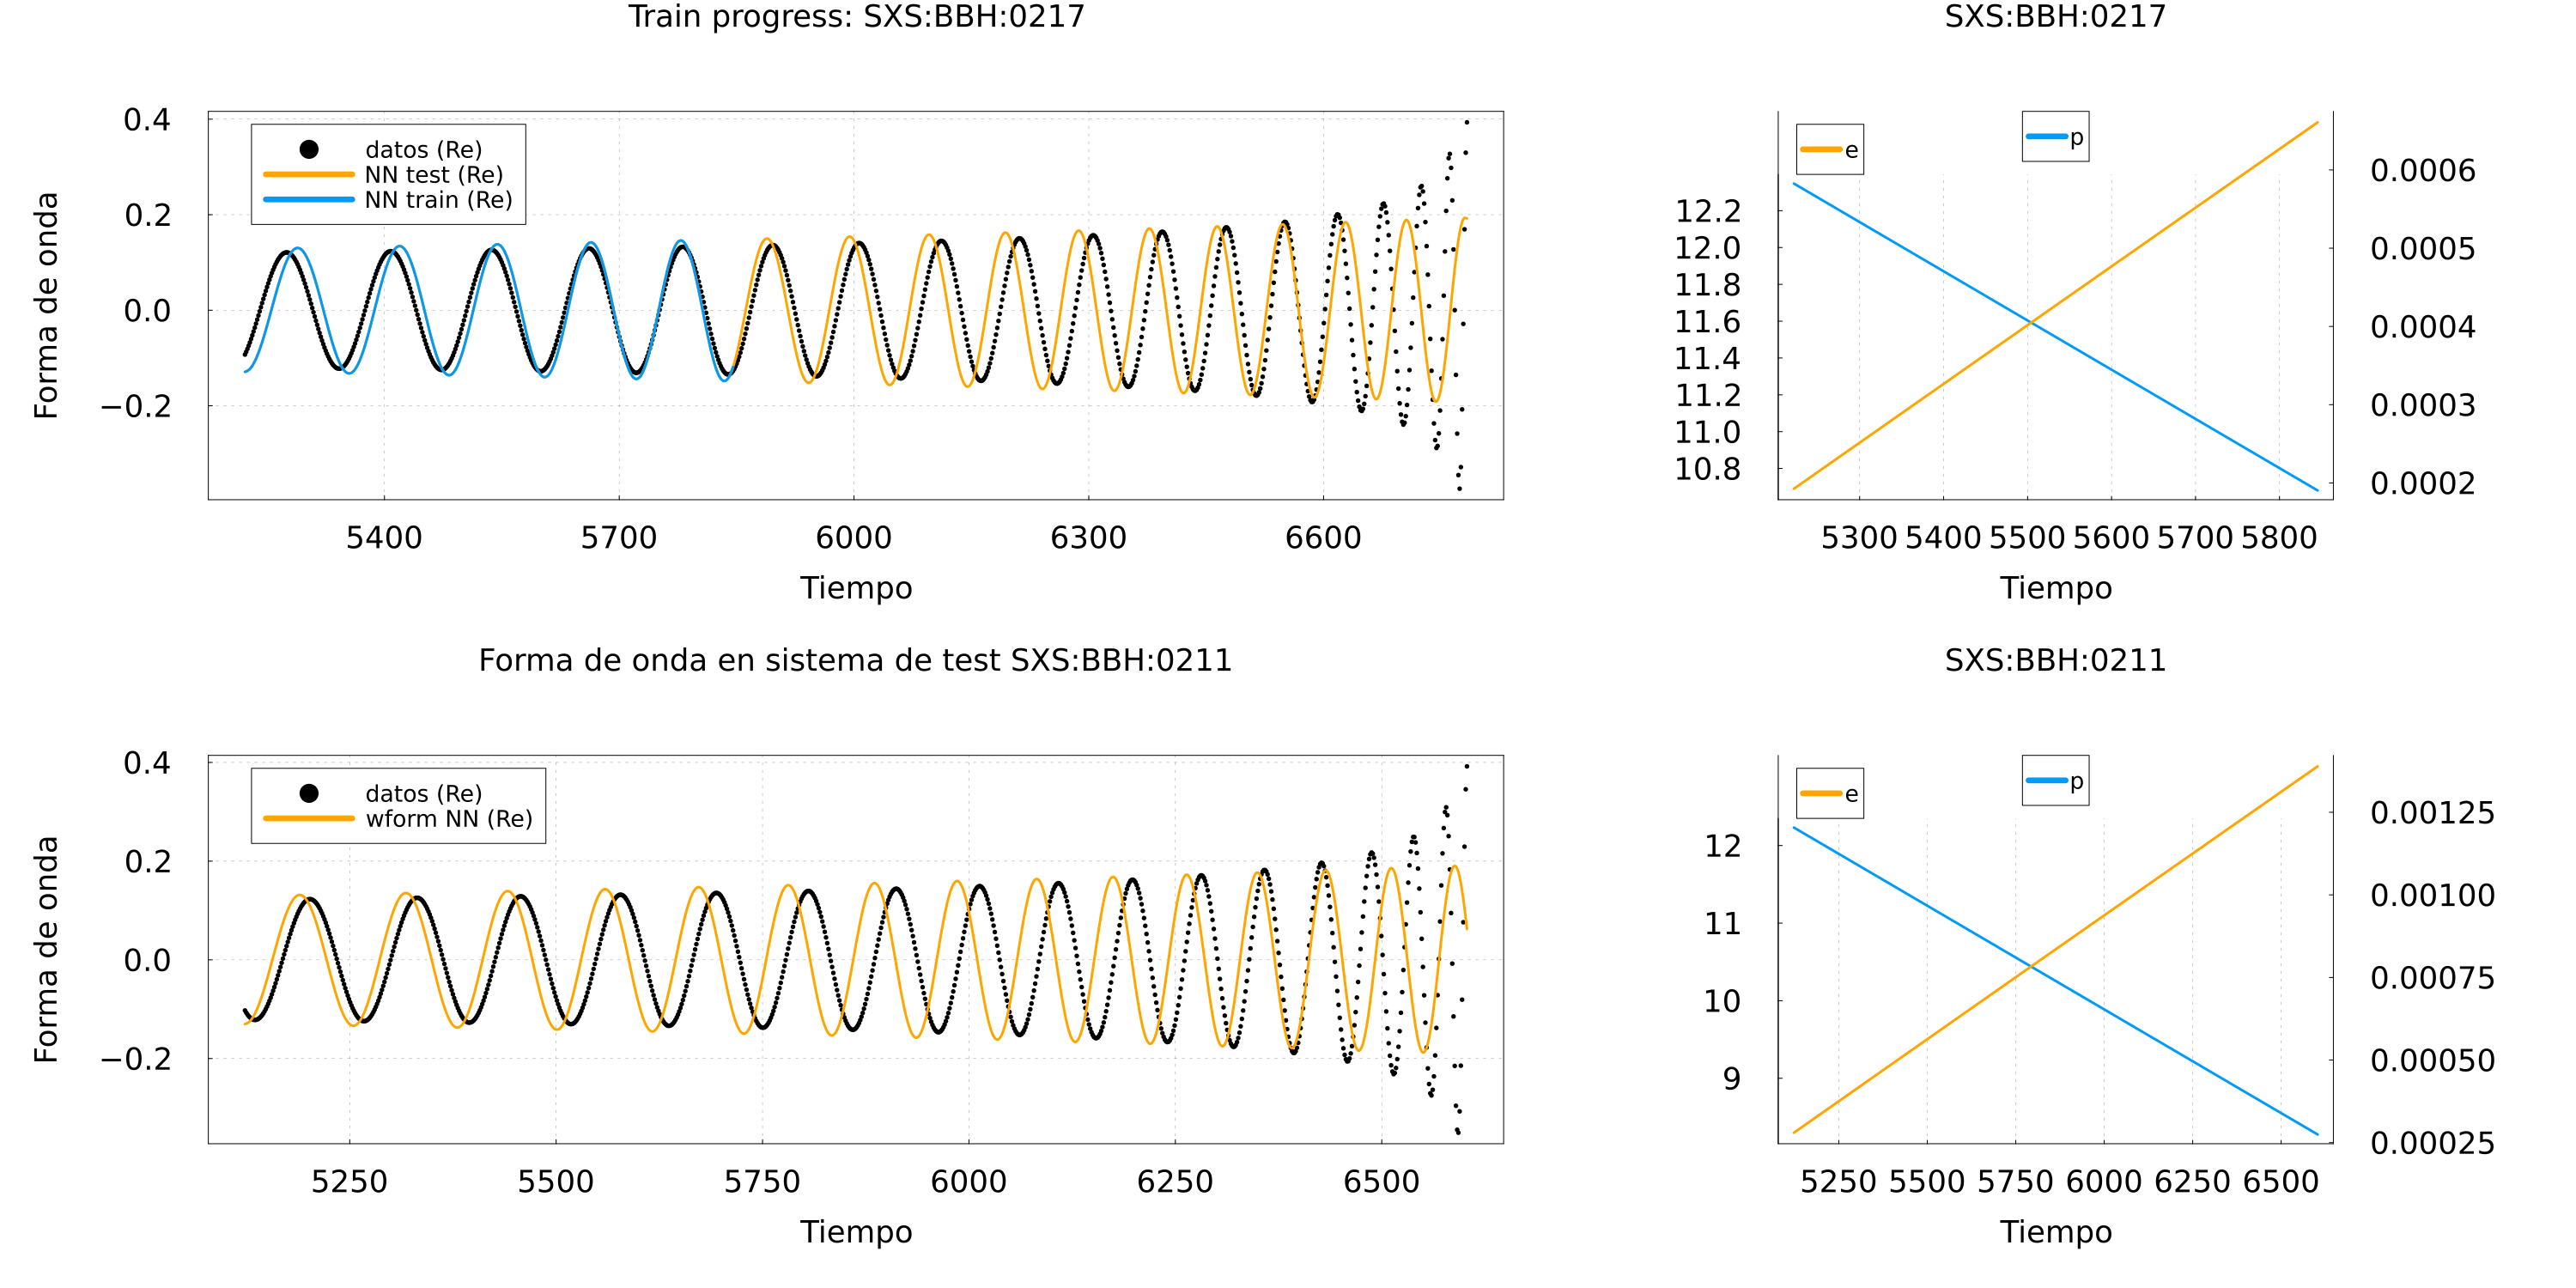 Train progress: SXS:BBH:0217
Forma de onda
0.4
0.2
0.0
−0.2
datos (Re)
NN test (Re)
NN train (Re)
5400 5700 6000 6300 6600
Tiempo
SXS:BBH:0217
e
p
12.2
12.0
11.8
11.6
11.4
11.2
11.0
10.8
0.0006
0.0005
0.0004
0.0003
0.0002
5300 5400 5500 5600 5700 5800
Tiempo
Forma de onda en sistema de test SXS:BBH:0211
Forma de onda
0.4
0.2
0.0
−0.2
datos (Re)
wform NN (Re)
5250 5500 5750 6000 6250 6500
Tiempo
SXS:BBH:0211
e
p
12
11
10
9
0.00125
0.00100
0.00075
0.00050
0.00025
5250 5500 5750 6000 6250 6500
Tiempo